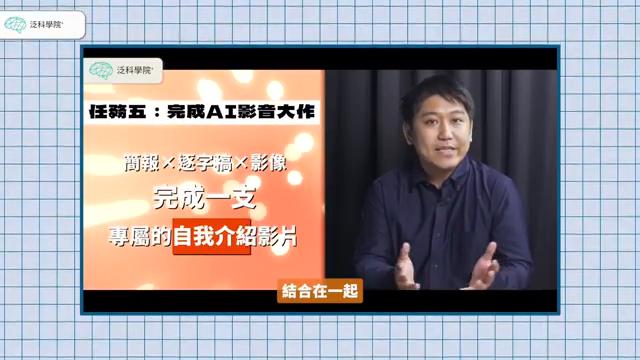 泛科學院
泛科學院
任務五：完成AI影音大作
簡報×逐字稿×影像
完成一支
專屬的自我介紹影片
結合在一起